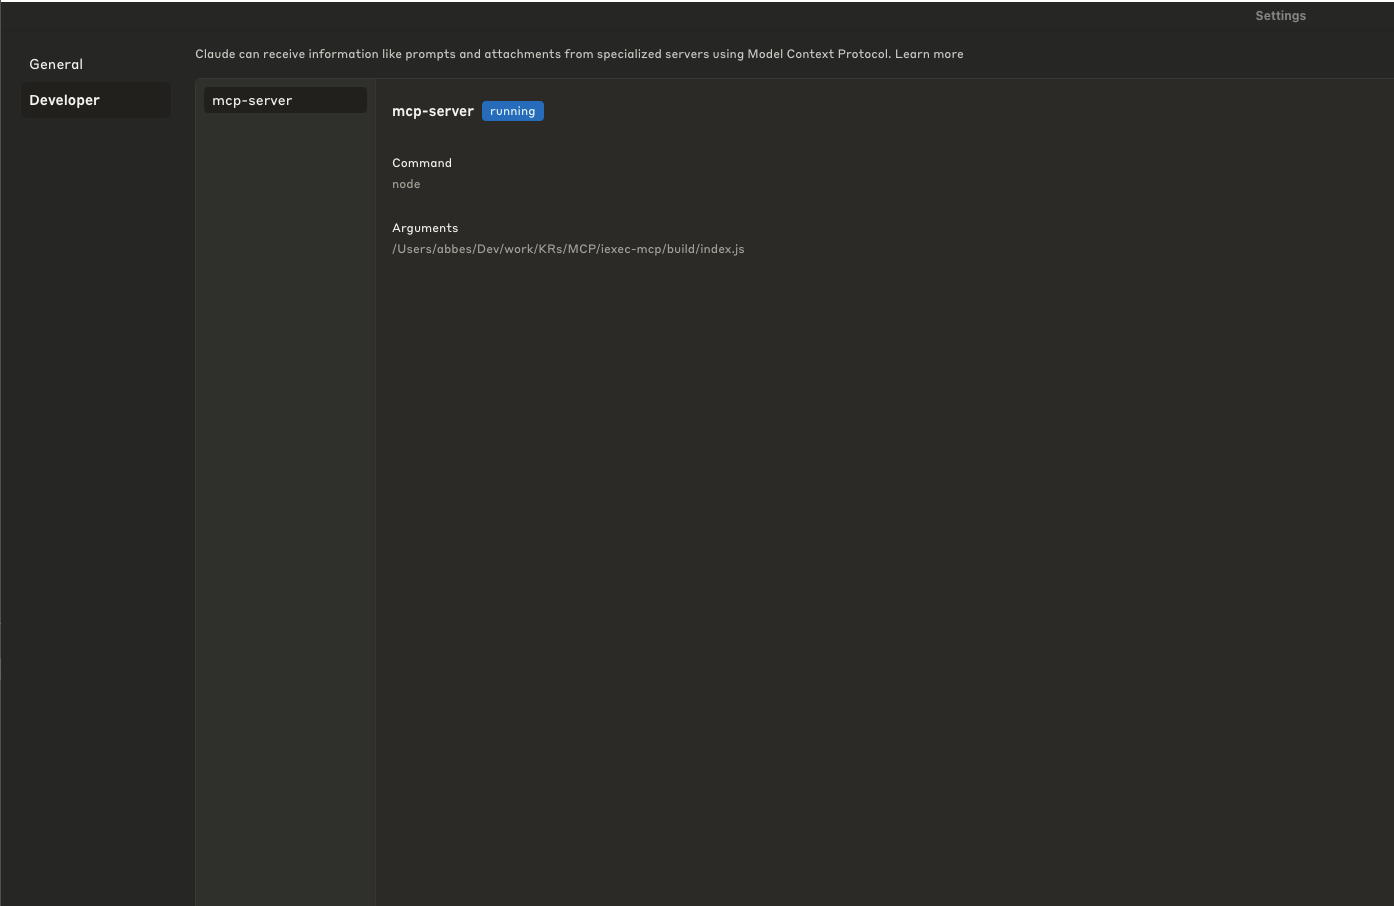 Settings
General
Developer
Claude can receive information like prompts and attachments from specialized servers using Model Context Protocol. Learn more
mcp-server
mcp-server running
Command
node
Arguments
/Users/abbes/Dev/work/KRs/MCP/iexec-mcp/build/index.js